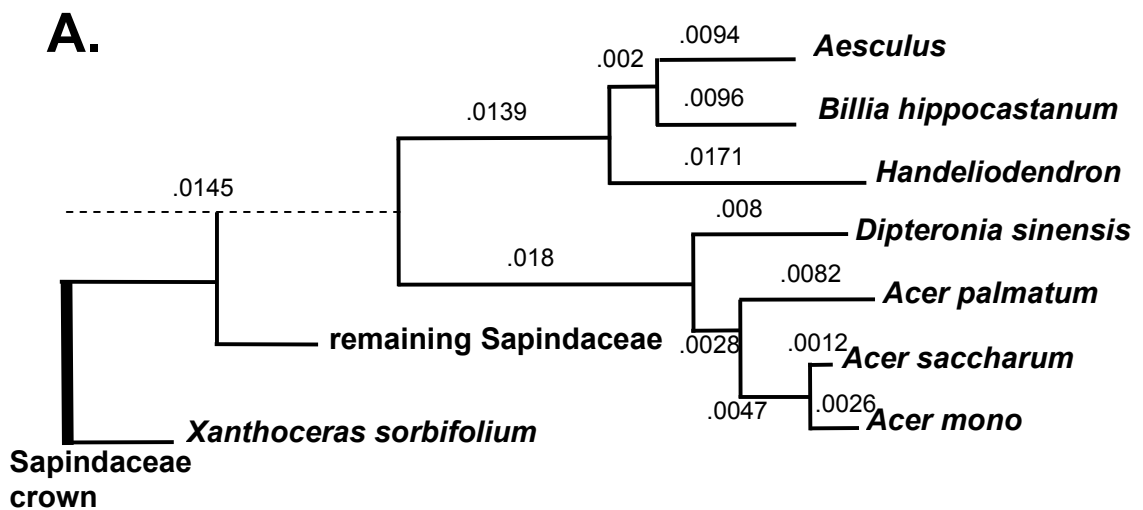 A.
.0094
Aesculus
.002
.0096
Billia hippocastanum
.0139
.0171
Handeliodendron
.0145
.008
Dipteronia sinensis
.018
.0082
Acer palmatum
remaining Sapindaceae
.0028
.0012
Acer saccharum
.0047
.0026
Acer mono
Xanthoceras sorbifolium
Sapindaceae
crown